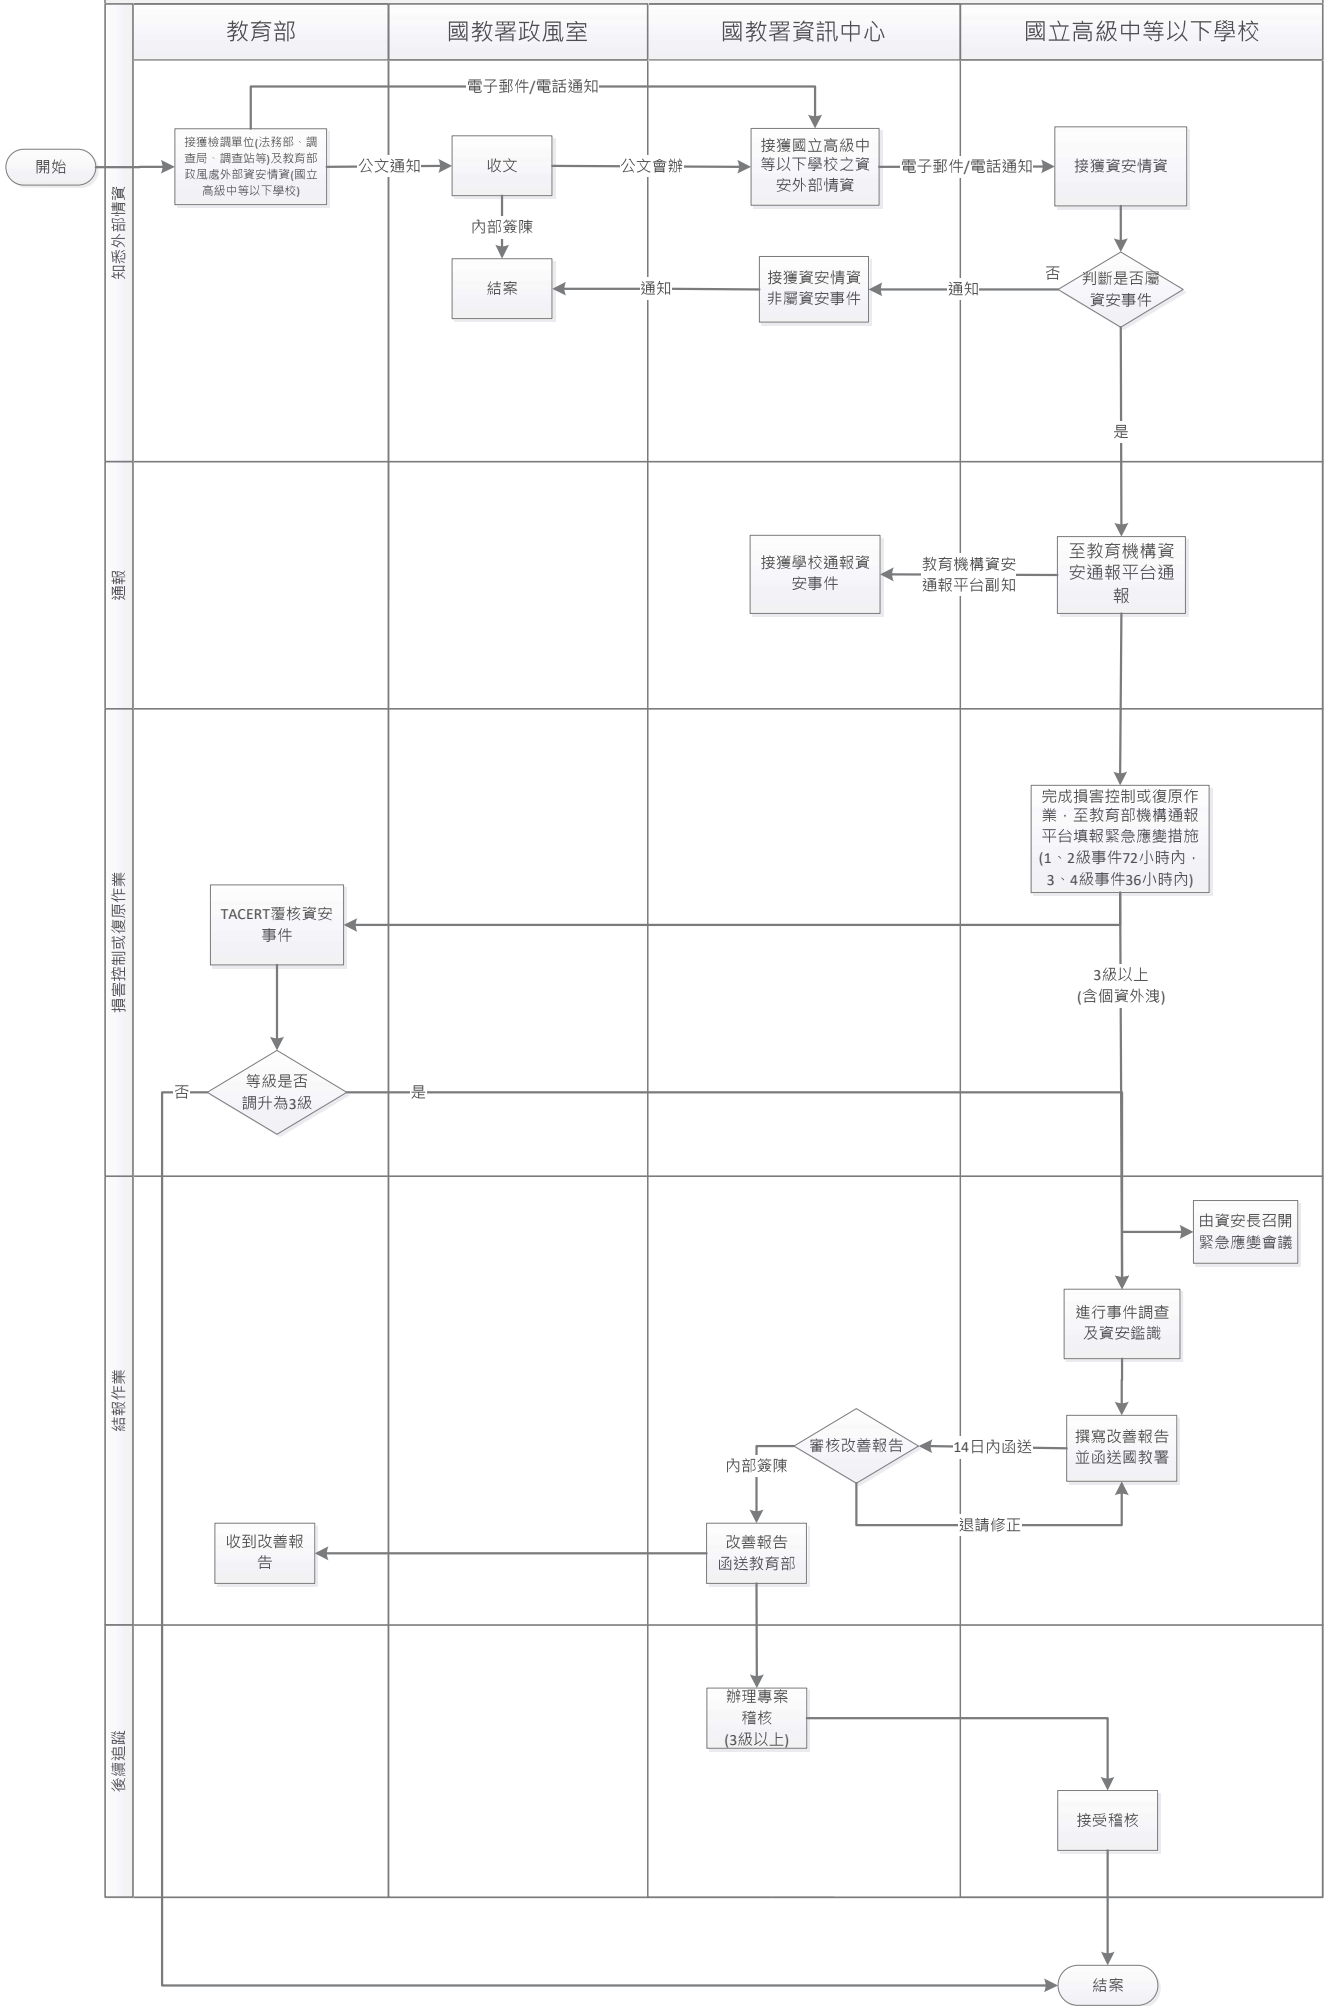 教育部
國教署政風室
國教署資訊中心
國立高級中等以下學校
知悉外部情資
電子郵件/電話通知
開始
接獲檢調單位(法務部、調
查局、調查站等)及教育部
政風處外部資安情資(國立
高級中等以下學校)
公文通知
收文
公文會辦
接獲國立高級中
等以下學校之資
安外部情資
電子郵件/電話通知
接獲資安情資
內部簽陳
結案
通知
接獲資安情資
非屬資安事件
通知
否
判斷是否屬
資安事件
是
通報
接獲學校通報資
安事件
教育機構資安
通報平台副知
至教育機構資
安通報平台通
報
損害控制或復原作業
完成損害控制或復原作
業，至教育部機構通報
平台填報緊急應變措施
(1、2級事件72小時內，
3、4級事件36小時內)
TACERT覆核資安
事件
3級以上
(含個資外洩)
否
等級是否
調升為3級
是
結報作業
由資安長召開
緊急應變會議
進行事件調查
及資安鑑識
審核改善報告
14日內函送
撰寫改善報告
並函送國教署
內部簽陳
退請修正
收到改善報
告
改善報告
函送教育部
後續追蹤
辦理專案
稽核
(3級以上)
接受稽核
結案